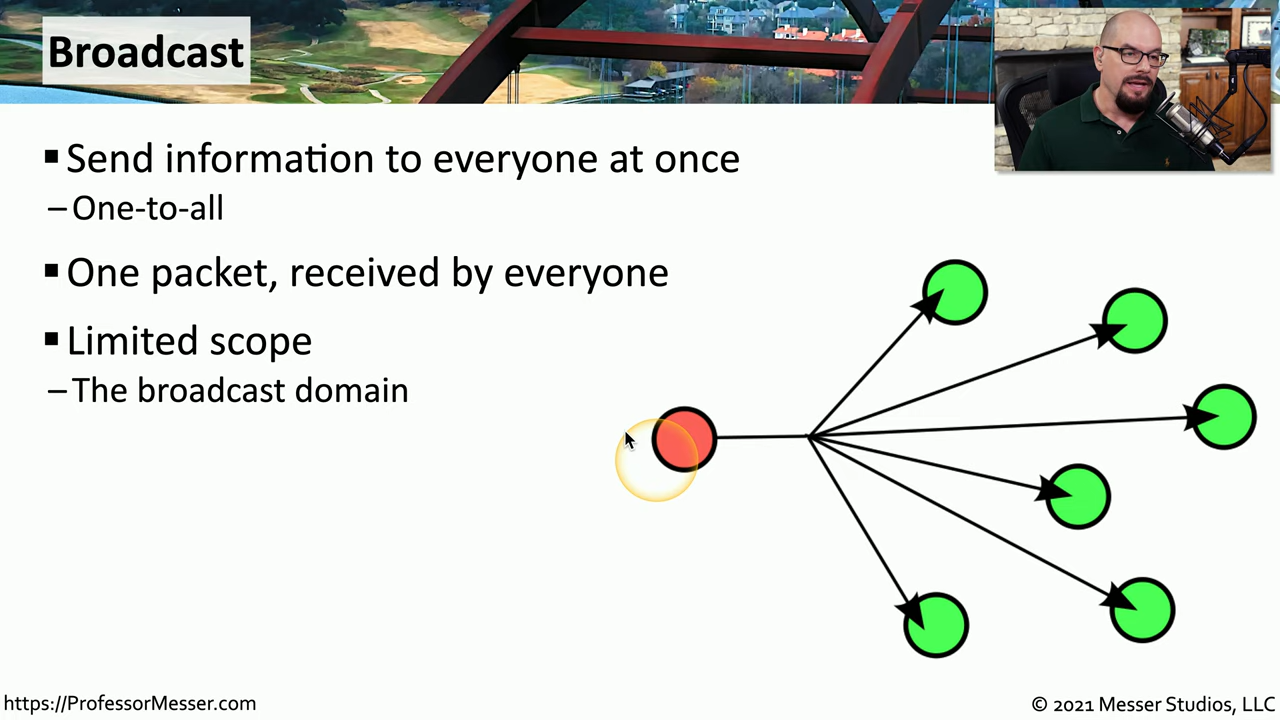 Broadcast
▪ Send information to everyone at once
– One-to-all
▪ One packet, received by everyone
▪ Limited scope
– The broadcast domain
https://ProfessorMesser.com
© 2021 Messer Studios, LLC